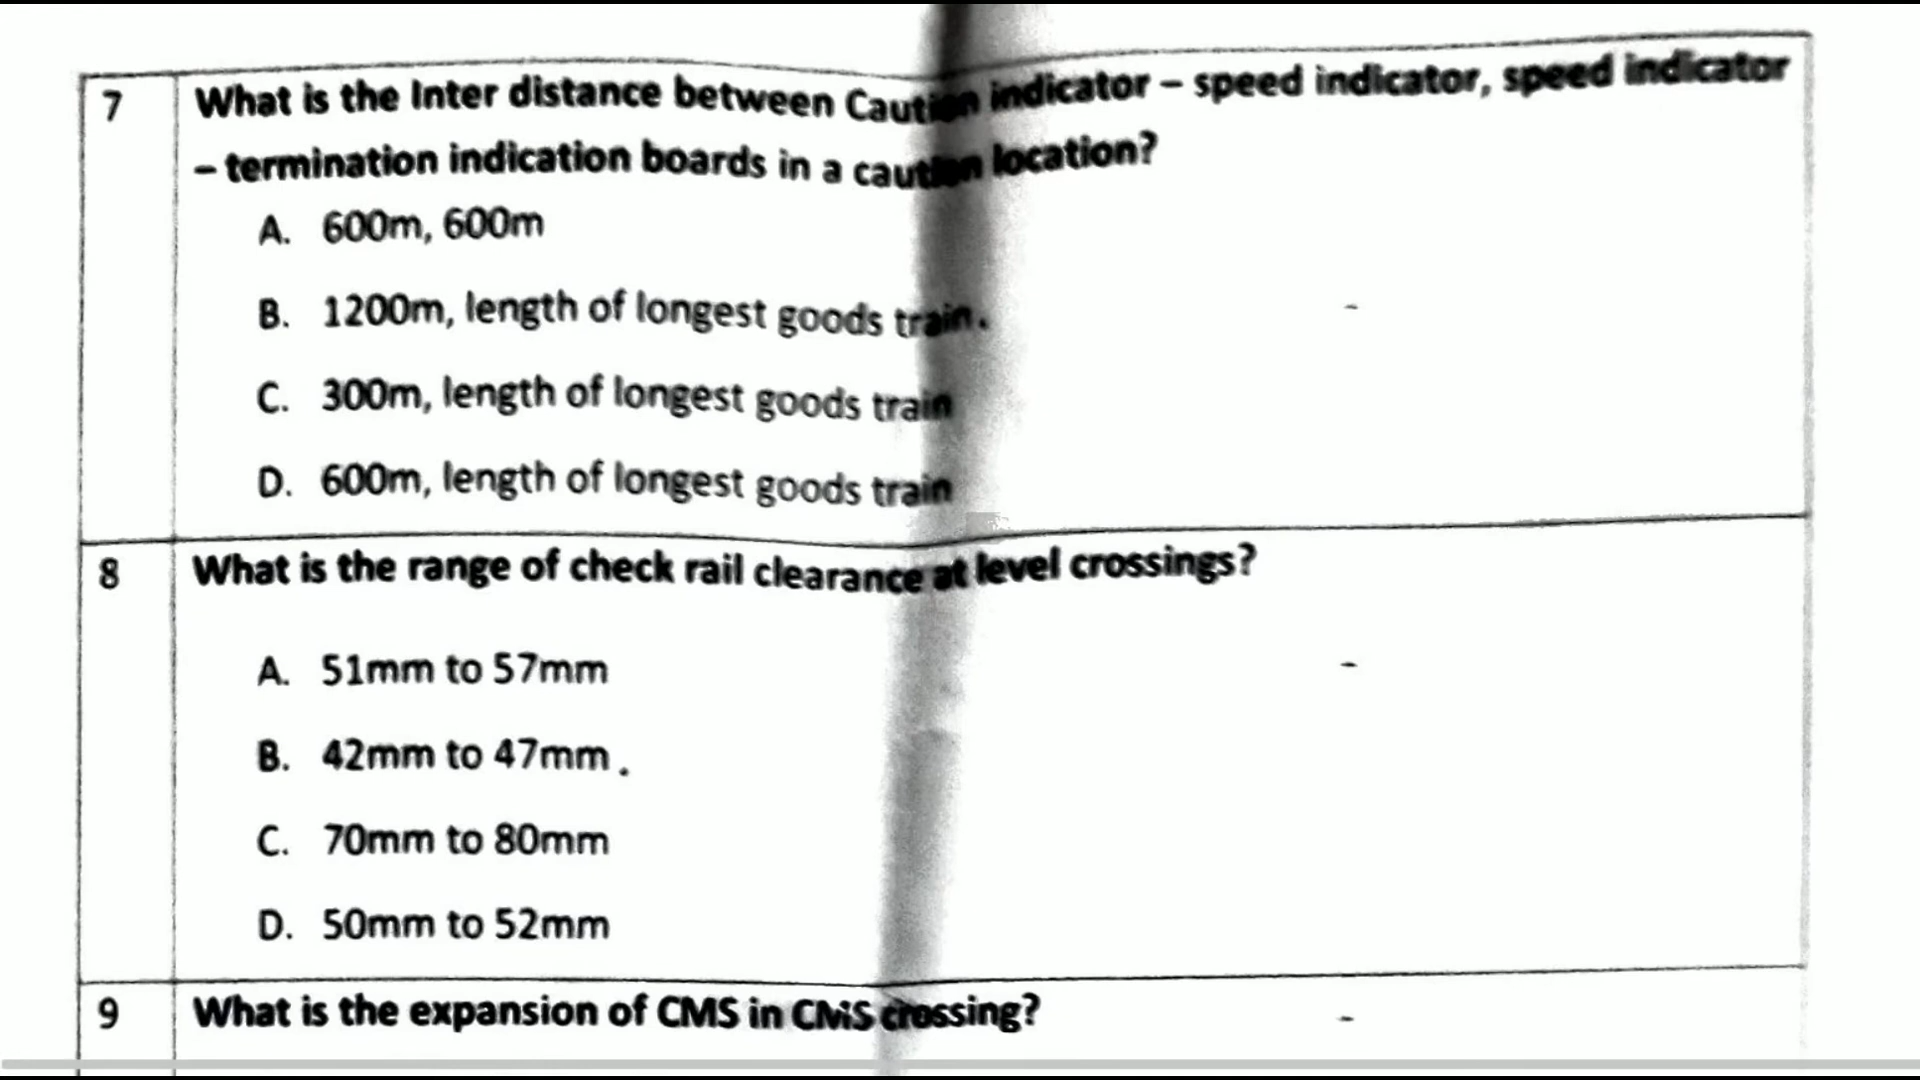 7 What is the Inter distance between Caution indicator – speed indicator, speed indicator
– termination indication boards in a caution location?
A. 600m, 600m
B. 1200m, length of longest goods train.
C. 300m, length of longest goods train
D. 600m, length of longest goods train
8 What is the range of check rail clearance at level crossings?
A. 51mm to 57mm
B. 42mm to 47mm.
C. 70mm to 80mm
D. 50mm to 52mm
9 What is the expansion of CMS in CMS crossing?